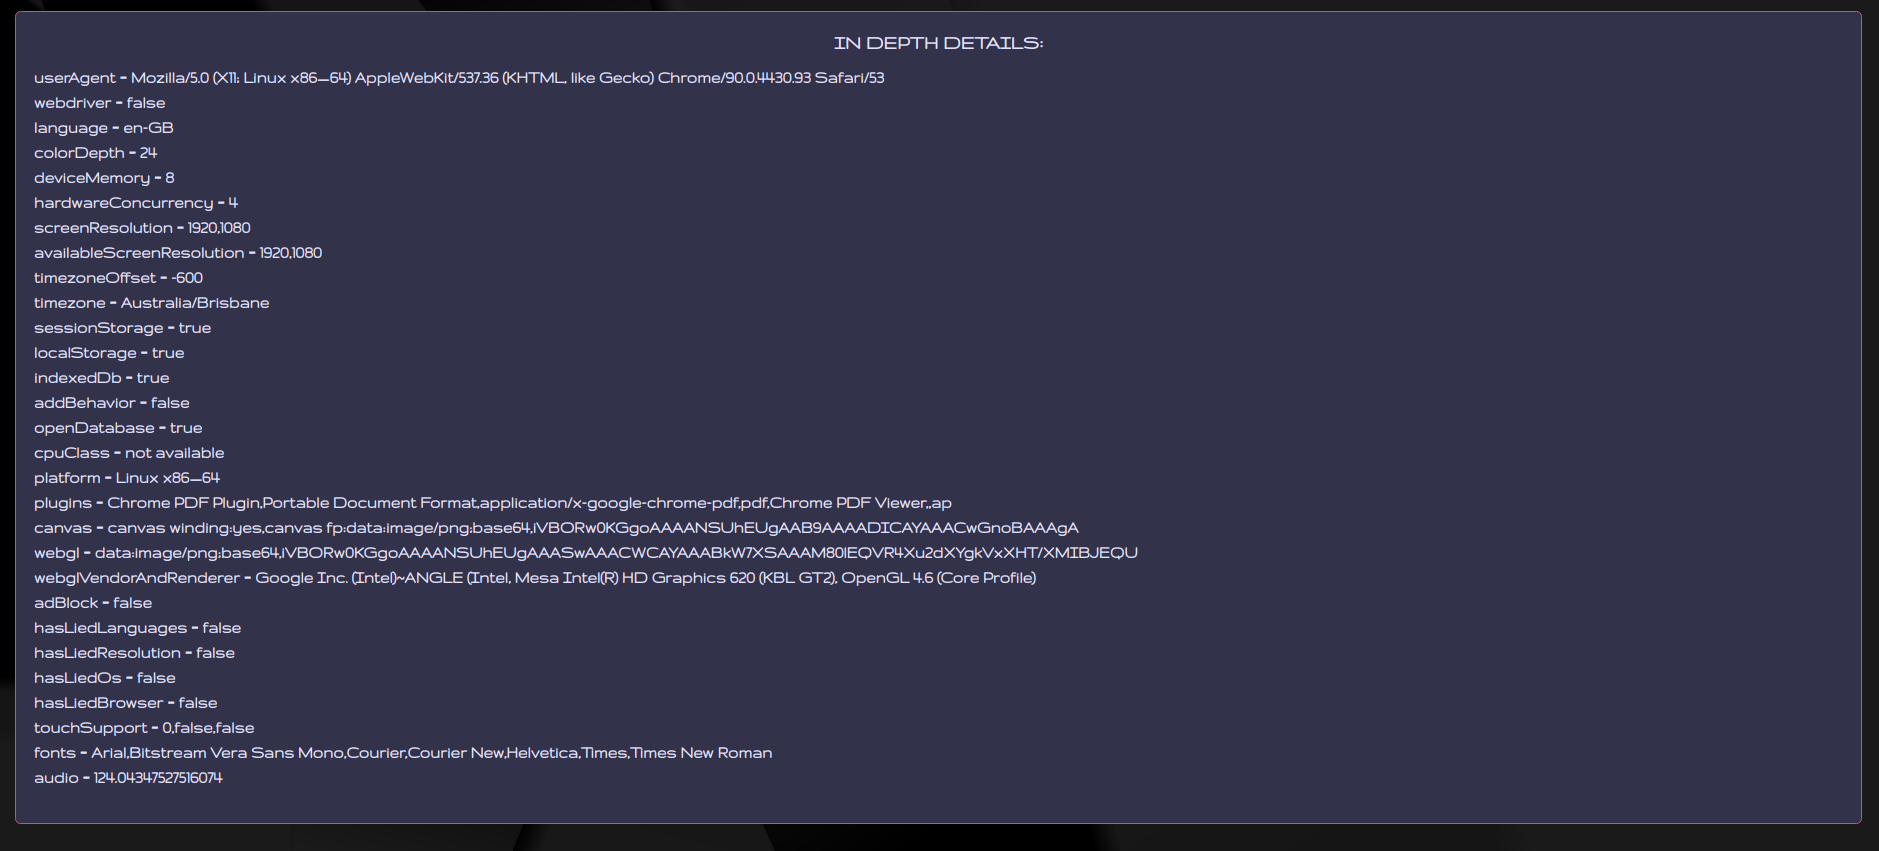 IN DEPTH DETAILS:
userAgent - Mozilla/5.0 (X11; Linux x86_64) AppleWebKit/537.36 (KHTML, like Gecko) Chrome/90.0.4430.93 Safari/53
webdriver - false
language - en-GB
colorDepth - 24
deviceMemory - 8
hardwareConcurrency - 4
screenResolution - 1920,1080
availableScreenResolution - 1920,1080
timezoneOffset - -600
timezone - Australia/Brisbane
sessionStorage - true
localStorage - true
indexedDb - true
addBehavior - false
openDatabase - true
cpuClass - not available
platform - Linux x86_64
plugins - Chrome PDF Plugin,Portable Document Format,application/x-google-chrome-pdf,pdf,Chrome PDF Viewer,,ap
canvas - canvas winding:yes,canvas fp:data:image/png;base64,iVBORw0KGgoAAAANSUhEUgAAB9AAAADICAYAAACwGnoBAAAgA
webgl - data:image/png;base64,iVBORw0KGgoAAAANSUhEUgAAASwAAACWCAYAAABkW7XSAAAM80lEQVR4Xu2dXYgkVxXHT/XMIBJEQU
webglVendorAndRenderer - Google Inc. (Intel)~ANGLE (Intel, Mesa Intel(R) HD Graphics 620 (KBL GT2), OpenGL 4.6 (Core Profile)
adBlock - false
hasLiedLanguages - false
hasLiedResolution - false
hasLiedOs - false
hasLiedBrowser - false
touchSupport - 0,false,false
fonts - Arial,Bitstream Vera Sans Mono,Courier,Courier New,Helvetica,Times,Times New Roman
audio - 124.04347527516074